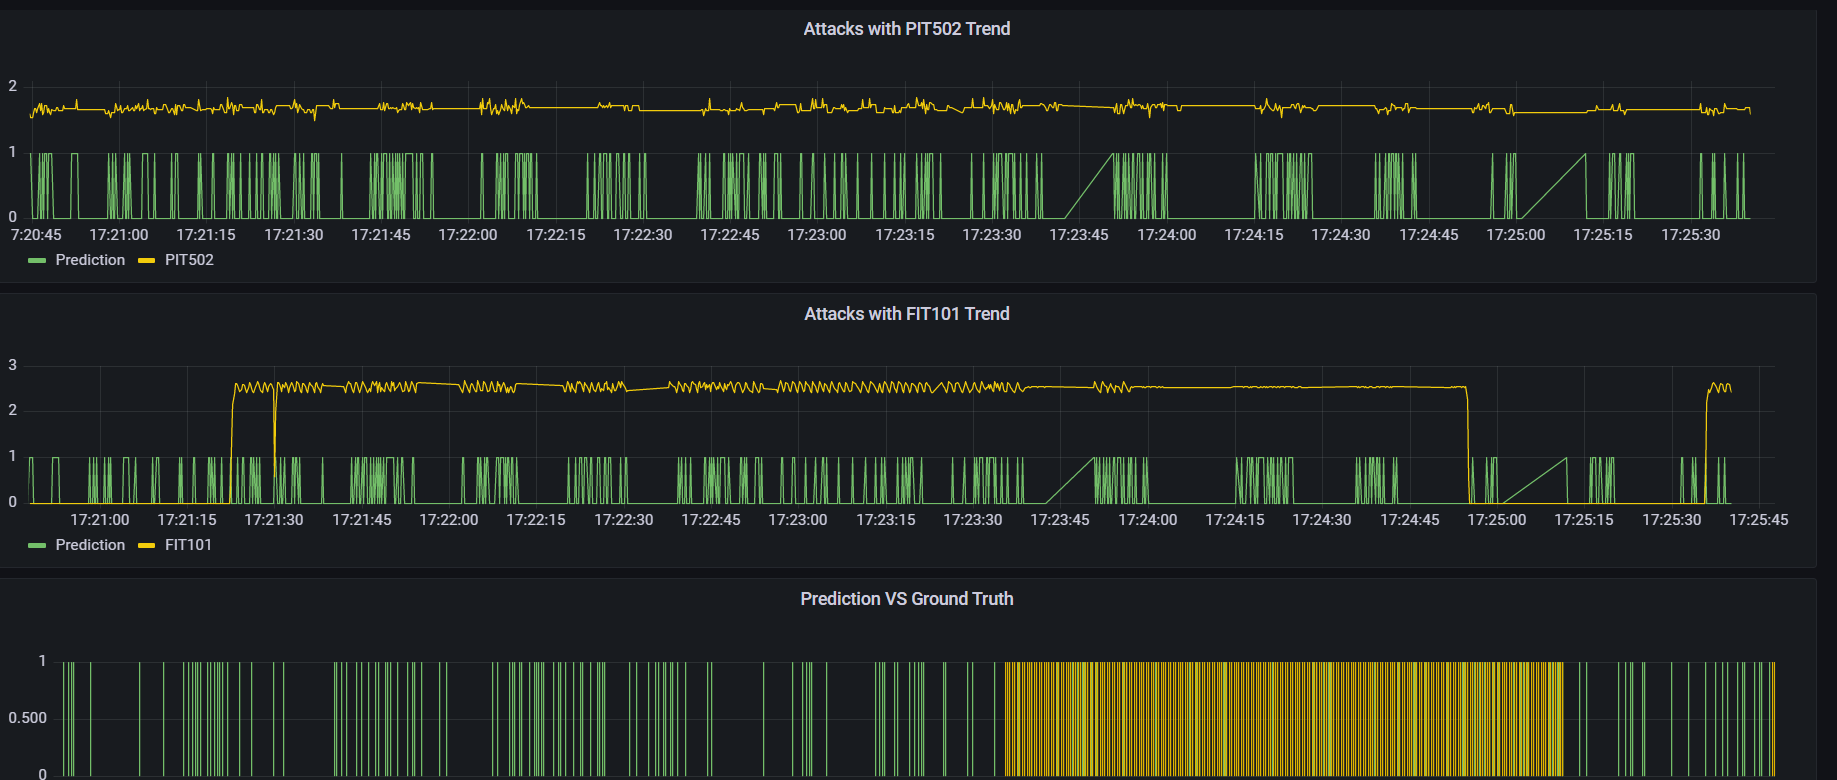 Attacks with PIT502 Trend
2
1
0
7:20:45 17:21:00 17:21:15 17:21:30 17:21:45 17:22:00 17:22:15 17:22:30 17:22:45 17:23:00 17:23:15 17:23:30 17:23:45 17:24:00 17:24:15 17:24:30 17:24:45 17:25:00 17:25:15 17:25:30
Prediction PIT502
Attacks with FIT101 Trend
3
2
1
0
17:21:00 17:21:15 17:21:30 17:21:45 17:22:00 17:22:15 17:22:30 17:22:45 17:23:00 17:23:15 17:23:30 17:23:45 17:24:00 17:24:15 17:24:30 17:24:45 17:25:00 17:25:15 17:25:30 17:25:45
Prediction FIT101
Prediction VS Ground Truth
1
0.500
0